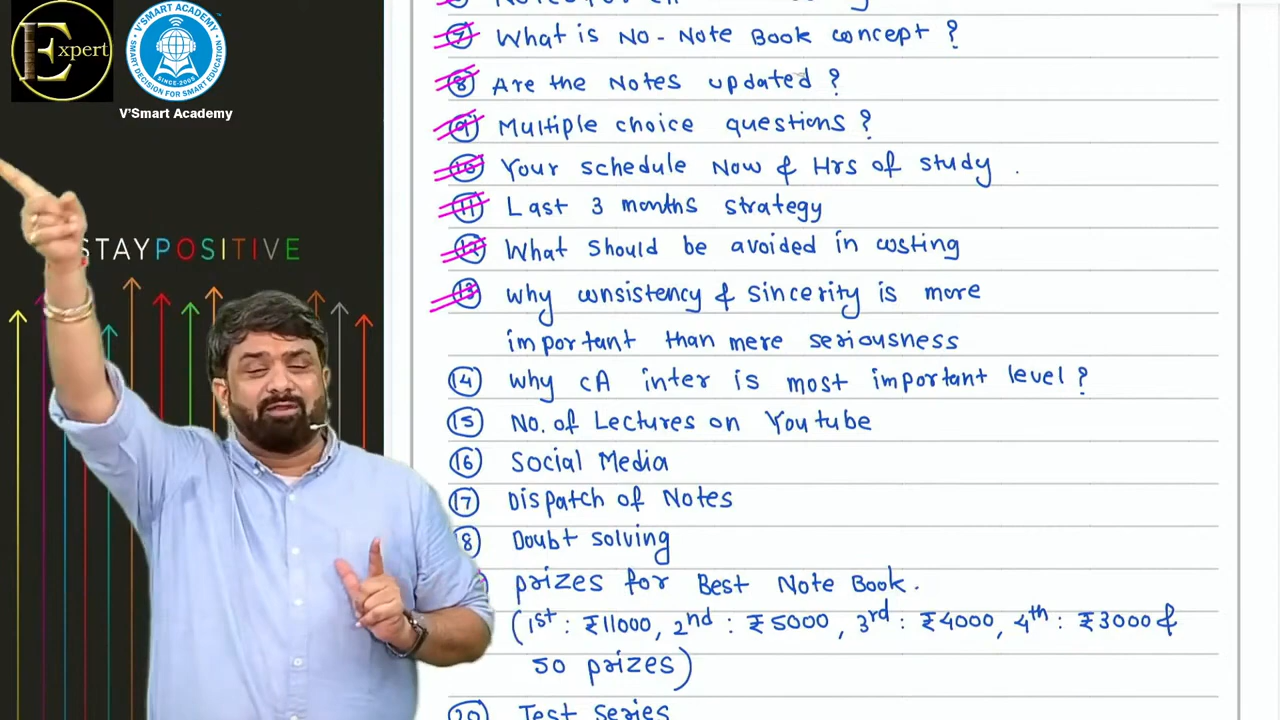 Expert
V'SMART ACADEMY
SMART DECISION FOR SMART EDUCATION
SINCE-2005
V'Smart Academy
STAYPOSITIVE
7 What is No-Note Book concept ?
8 Are the Notes updated ?
9 Multiple choice questions ?
10 Your schedule Now & Hrs of study .
11 Last 3 months strategy
12 What should be avoided in costing
13 why consistency & sincerity is more
important than mere seriousness
14 why CA inter is most important level ?
15 No. of Lectures on Youtube
16 Social Media
17 Dispatch of Notes
8 Doubt solving
prizes for Best Note Book.
(1st : ₹11000, 2nd : ₹5000, 3rd : ₹4000, 4th : ₹3000 &
50 prizes)
20 Test series